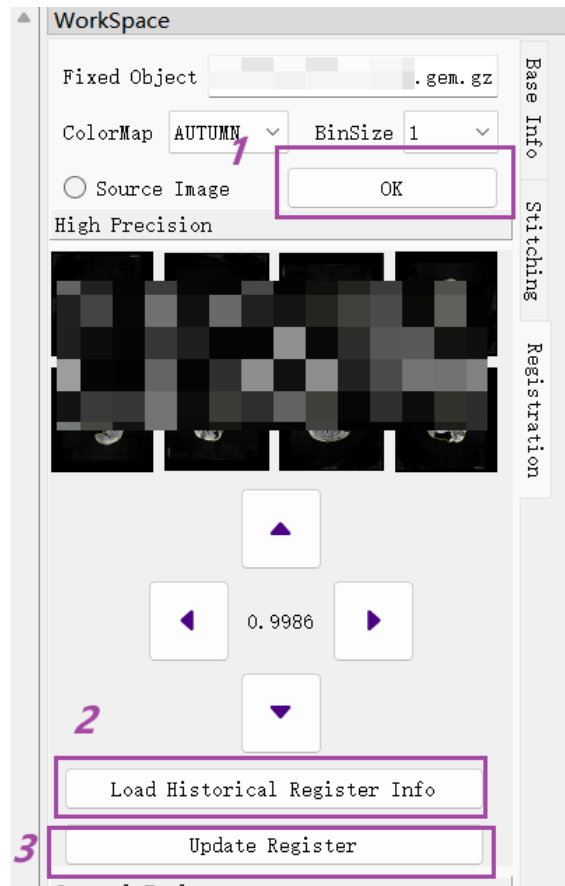 WorkSpace
Fixed Object .gem.gz
ColorMap AUTUMN BinSize 1
1
Source Image OK
High Precision
Base Info
Stitching
Registration
0.9986
2
Load Historical Register Info
3 Update Register